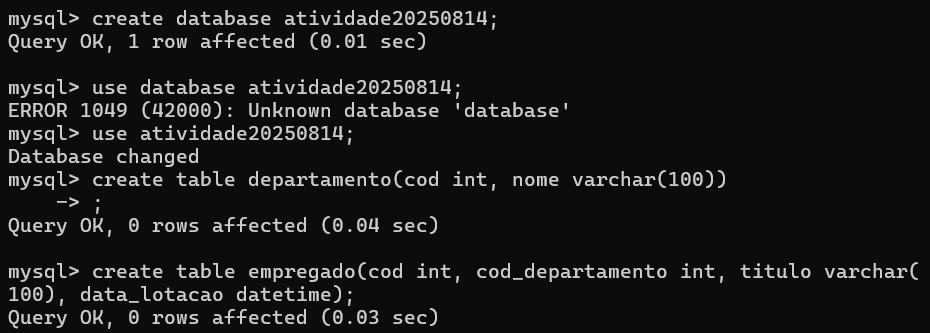 mysql> create database atividade20250814;
Query OK, 1 row affected (0.01 sec)

mysql> use database atividade20250814;
ERROR 1049 (42000): Unknown database 'database'
mysql> use atividade20250814;
Database changed
mysql> create table departamento(cod int, nome varchar(100))
    -> ;
Query OK, 0 rows affected (0.04 sec)

mysql> create table empregado(cod int, cod_departamento int, titulo varchar(
100), data_lotacao datetime);
Query OK, 0 rows affected (0.03 sec)